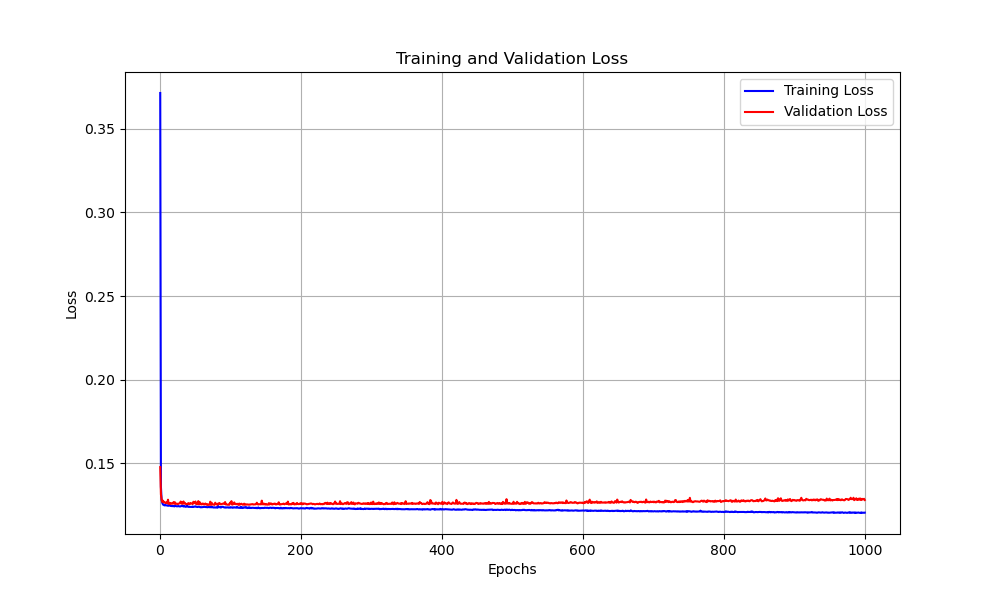 Training and Validation Loss
Training Loss
Validation Loss
0.35
0.30
0.25
0.20
0.15
Loss
0 200 400 600 800 1000
Epochs